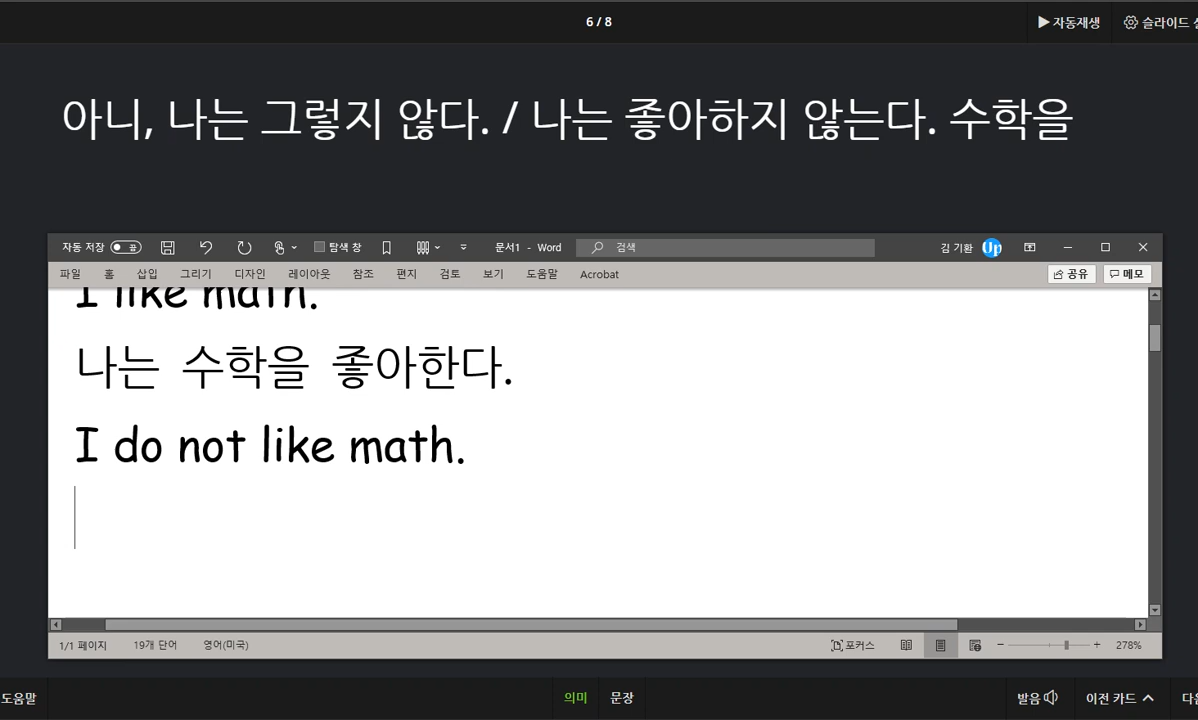 6 / 8
▶ 자동재생
슬라이드
아니, 나는 그렇지 않다. / 나는 좋아하지 않는다. 수학을
자동 저장 끔 탐색 창 문서1 - Word 검색 김 기환 Up
파일 홈 삽입 그리기 디자인 레이아웃 참조 편지 검토 보기 도움말 Acrobat 공유 메모
I like math.
나는 수학을 좋아한다.
I do not like math.
1/1 페이지 19개 단어 영어(미국) 포커스 - + 278%
도움말 의미 문장 발음 이전 카드